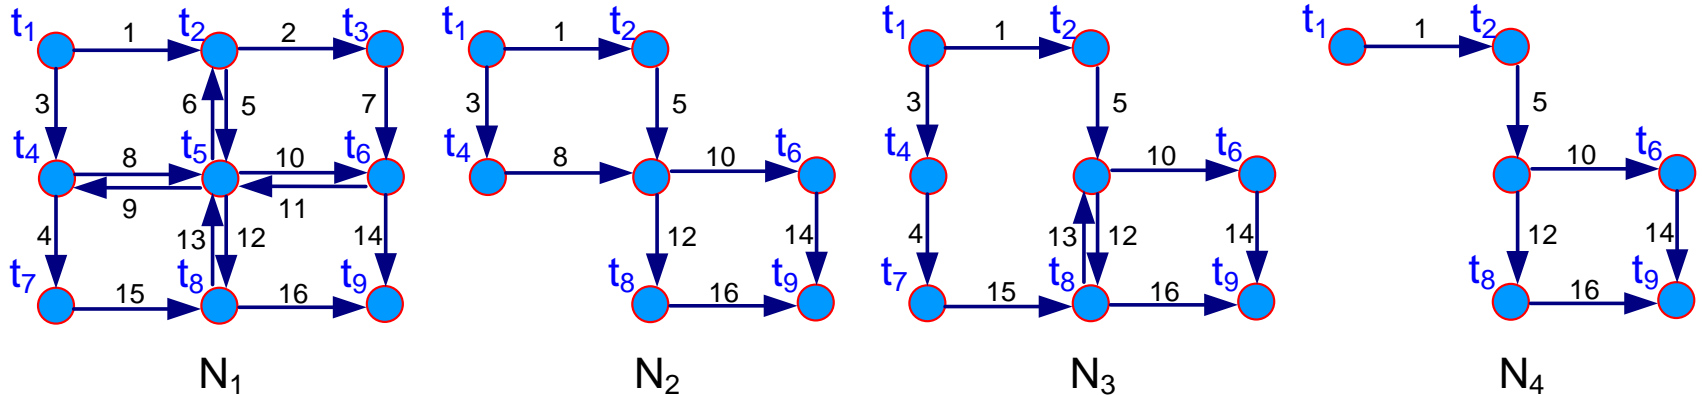 t1 1 t2 2 t3
3 6 5 7
t4 8 t5 10 t6
9 11
4 13 12 14
t7 15 t8 16 t9
N1
t1 1 t2
3 5
t4 8 10 t6
12 14
t8 16 t9
N2
t1 1 t2
3 5
t4 10 t6
4 13 12 14
t7 15 t8 16 t9
N3
t1 1 t2
5
10 t6
12 14
t8 16 t9
N4